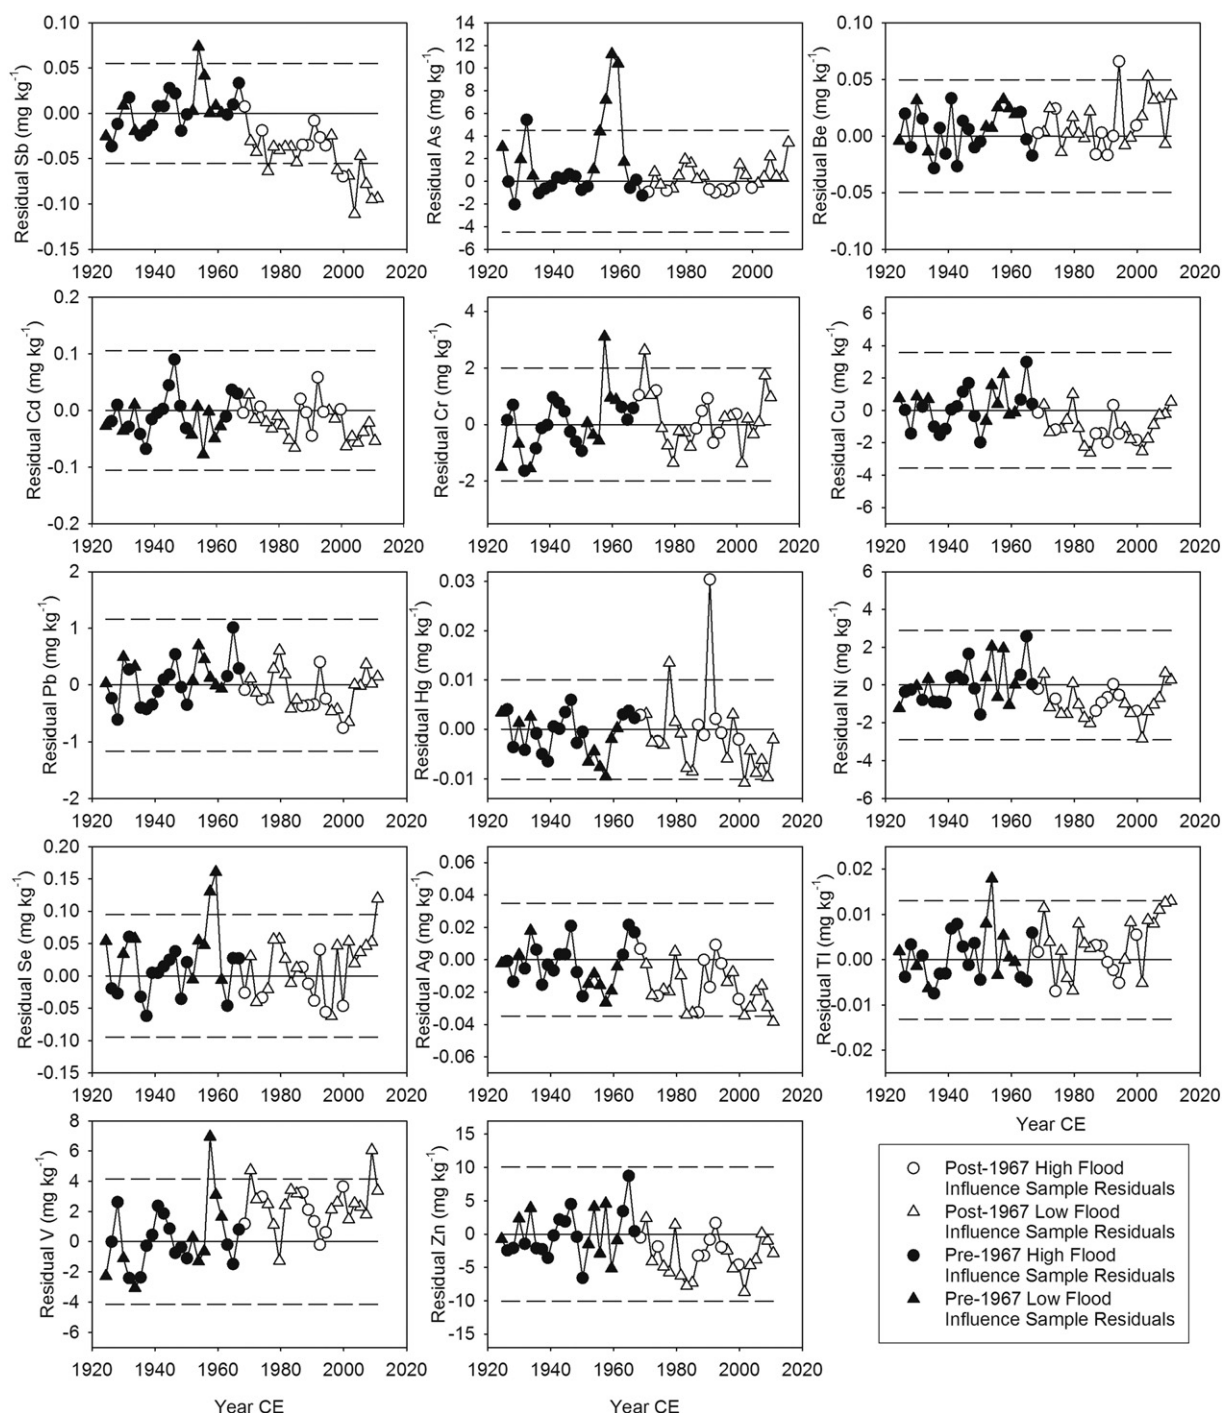 0.10
0.05
0.00
-0.05
-0.10
-0.15
Residual Sb (mg kg⁻¹)
1920 1940 1960 1980 2000 2020
14
12
10
8
6
4
2
0
-2
-4
-6
Residual As (mg kg⁻¹)
1920 1940 1960 1980 2000
0.10
0.05
0.00
-0.05
-0.10
Residual Be (mg kg⁻¹)
1920 1940 1960 1980 2000 2020
0.2
0.1
-0.0
-0.1
-0.2
Residual Cd (mg kg⁻¹)
1920 1940 1960 1980 2000 2020
4
2
0
-2
Residual Cr (mg kg⁻¹)
1920 1940 1960 1980 2000 2020
6
4
2
0
-2
-4
-6
Residual Cu (mg kg⁻¹)
1920 1940 1960 1980 2000 2020
2
1
0
-1
-2
Residual Pb (mg kg⁻¹)
1920 1940 1960 1980 2000 2020
0.03
0.02
0.01
0.00
-0.01
Residual Hg (mg kg⁻¹)
1920 1940 1960 1980 2000 2020
6
4
2
0
-2
-4
-6
Residual Ni (mg kg⁻¹)
1920 1940 1960 1980 2000 2020
0.20
0.15
0.10
0.05
0.00
-0.05
-0.10
-0.15
Residual Se (mg kg⁻¹)
1920 1940 1960 1980 2000 2020
0.06
0.04
0.02
0.00
-0.02
-0.04
-0.06
Residual Ag (mg kg⁻¹)
1920 1940 1960 1980 2000 2020
0.02
0.01
0.00
-0.01
-0.02
Residual Tl (mg kg⁻¹)
1920 1940 1960 1980 2000 2020
Year CE
8
6
4
2
0
-2
-4
-6
Residual V (mg kg⁻¹)
1920 1940 1960 1980 2000 2020
Year CE
15
10
5
0
-5
-10
-15
Residual Zn (mg kg⁻¹)
1920 1940 1960 1980 2000 2020
Year CE
Post-1967 High Flood
Influence Sample Residuals
Post-1967 Low Flood
Influence Sample Residuals
Pre-1967 High Flood
Influence Sample Residuals
Pre-1967 Low Flood
Influence Sample Residuals